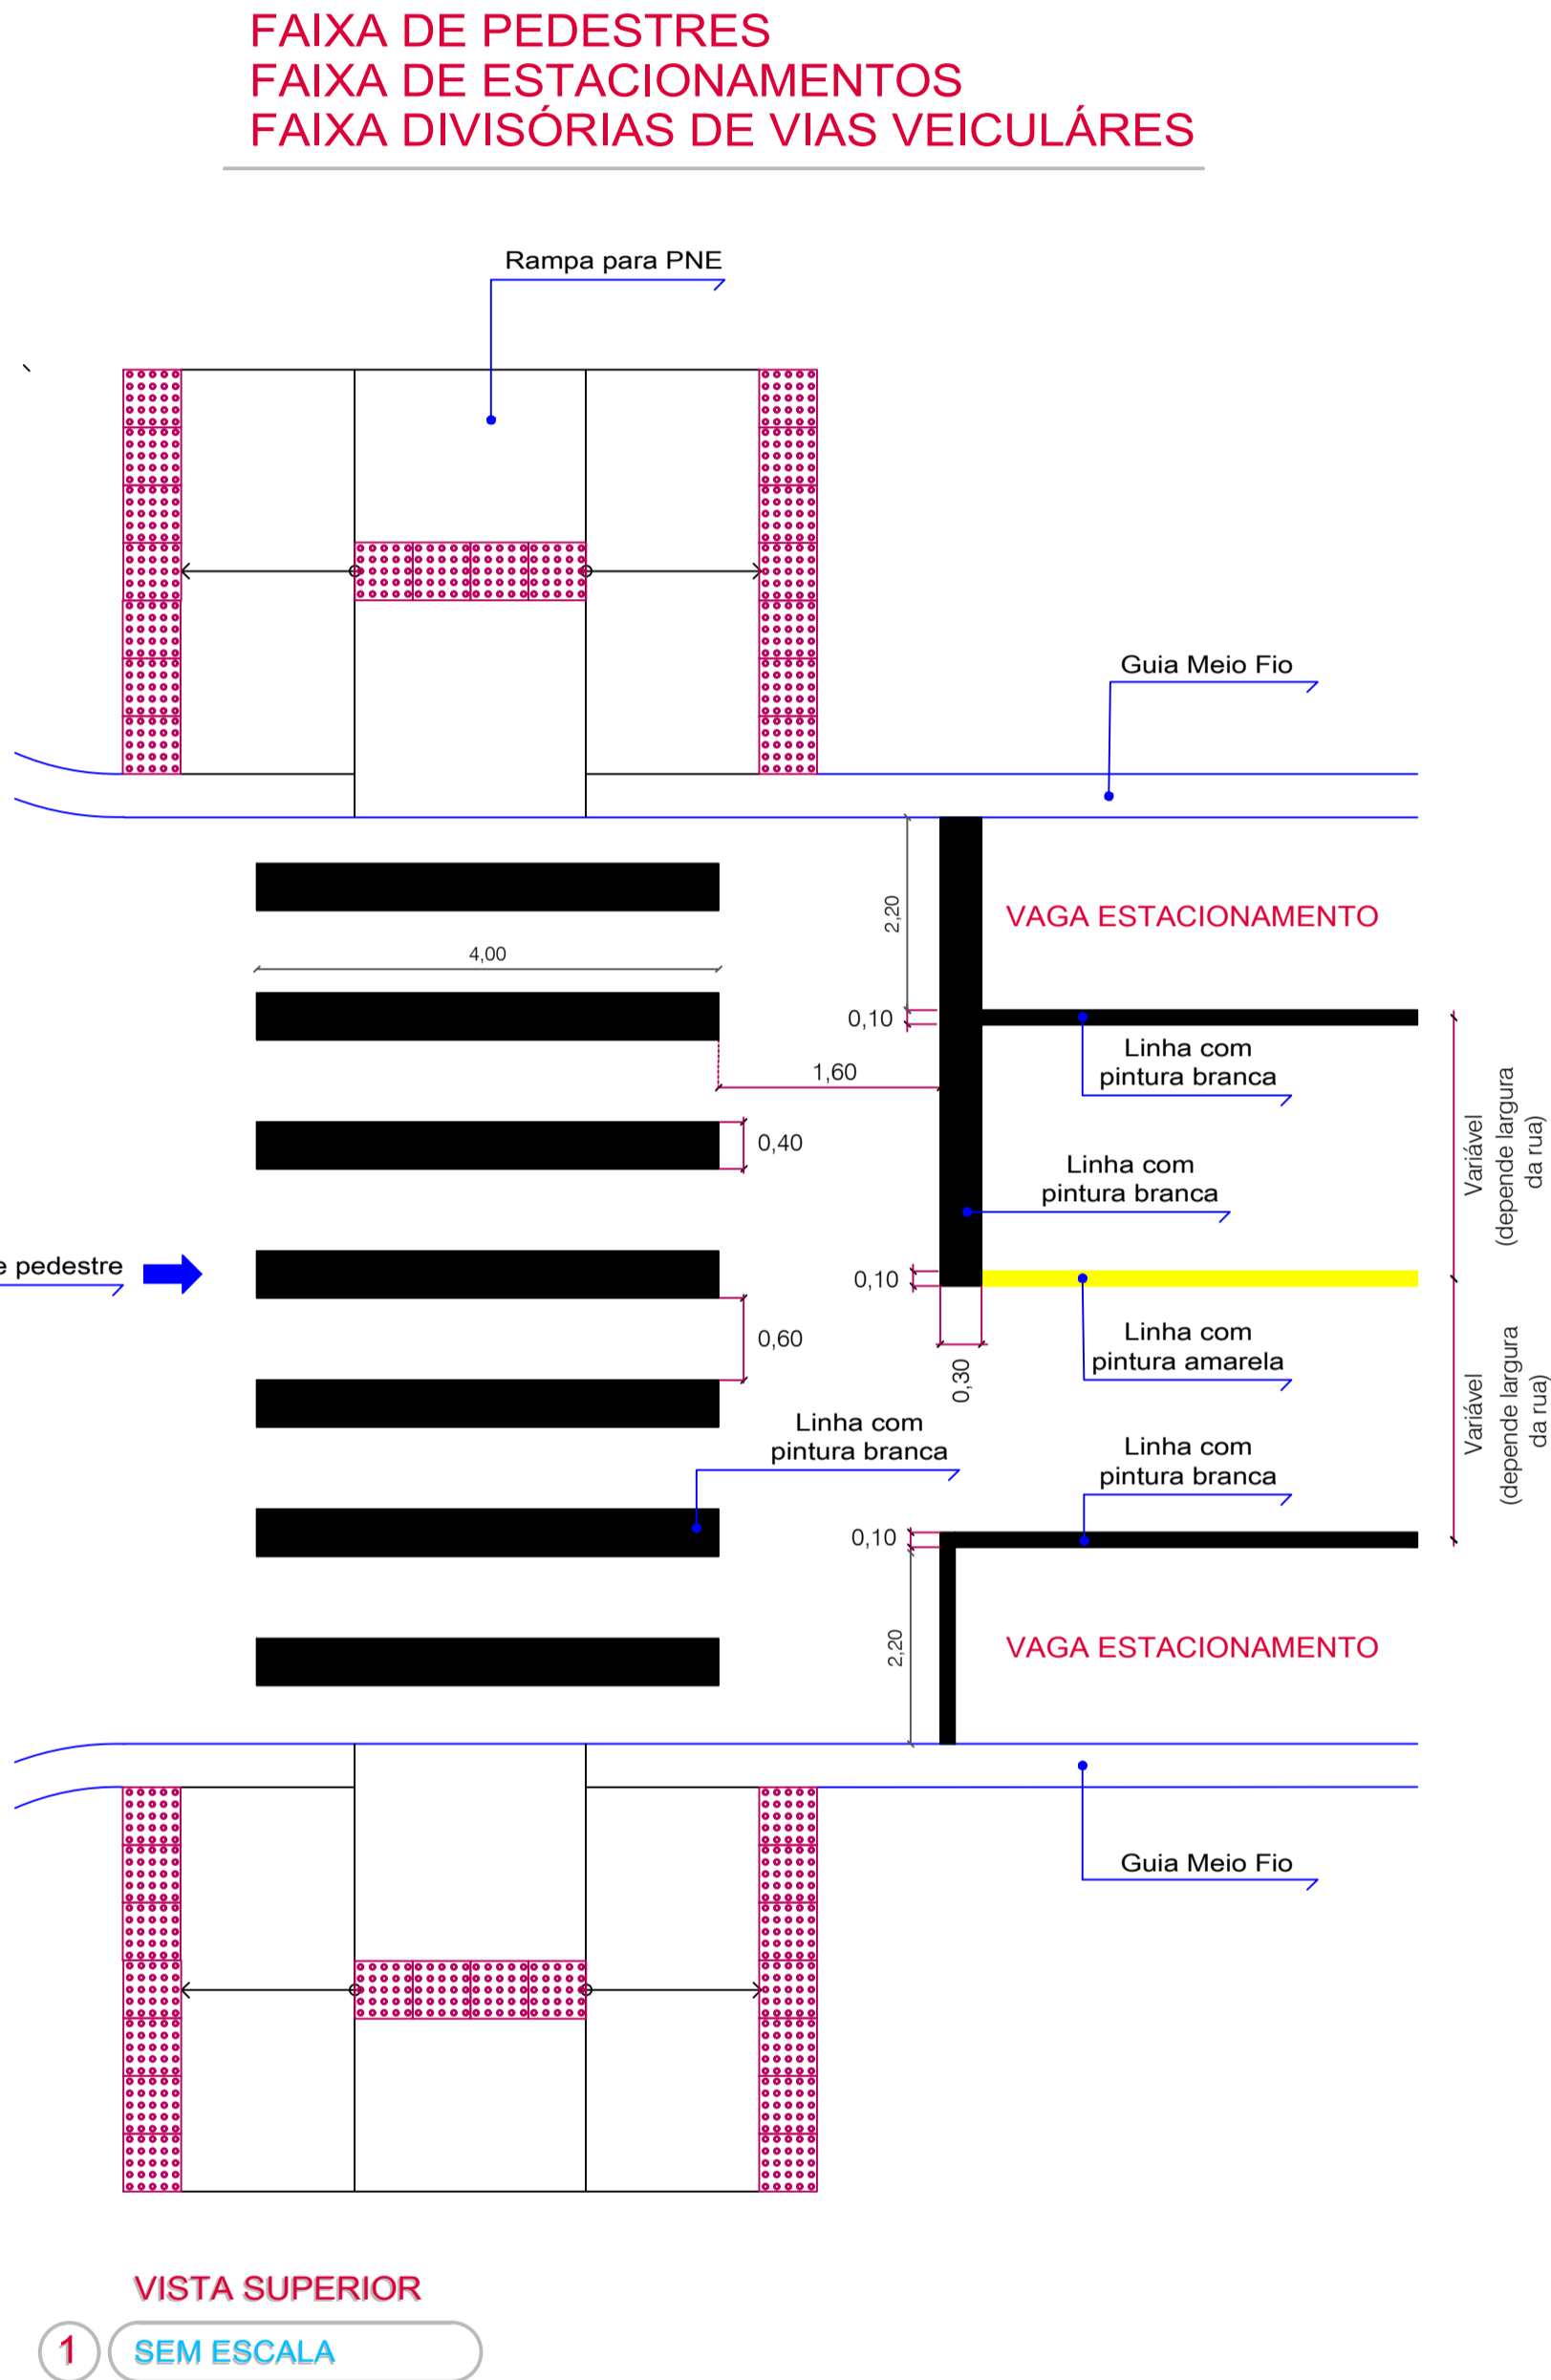 FAIXA DE PEDESTRES
FAIXA DE ESTACIONAMENTOS
FAIXA DIVISÓRIAS DE VIAS VEICULÁRES
Rampa para PNE
Guia Meio Fio
2,20
VAGA ESTACIONAMENTO
4,00
0,10
Linha com
pintura branca
1,60
Variável
(depende largura
da rua)
0,40
Linha com
pintura branca
e pedestre
0,10
0,60
Linha com
pintura amarela
0,30
Variável
(depende largura
da rua)
Linha com
pintura branca
Linha com
pintura branca
0,10
2,20
VAGA ESTACIONAMENTO
Guia Meio Fio
VISTA SUPERIOR
1
SEM ESCALA